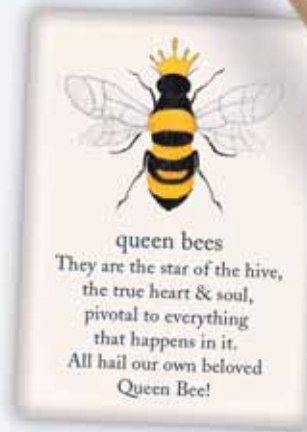 queen bees
They are the star of the hive,
the true heart & soul,
pivotal to everything
that happens in it.
All hail our own beloved
Queen Bee!